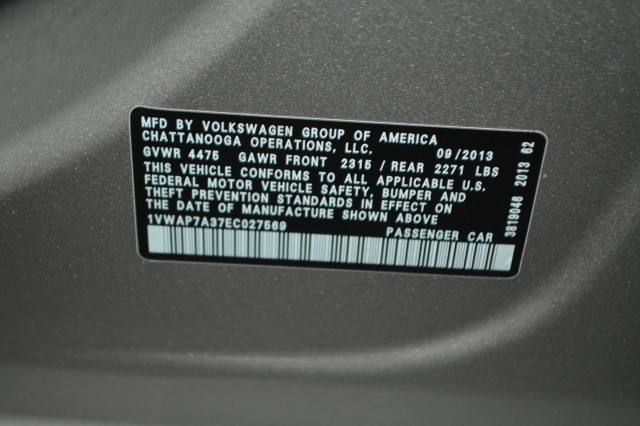 MFD BY VOLKSWAGEN GROUP OF AMERICA
CHATTANOOGA OPERATIONS, LLC. 09/2013
GVWR 4475 GAWR FRONT 2315 / REAR 2271 LBS
THIS VEHICLE CONFORMS TO ALL APPLICABLE U.S.
FEDERAL MOTOR VEHICLE SAFETY, BUMPER AND
THEFT PREVENTION STANDARDS IN EFFECT ON
THE DATE OF MANUFACTURE SHOWN ABOVE
1VWAP7A37EC027569 PASSENGER CAR
3819046 2013 62